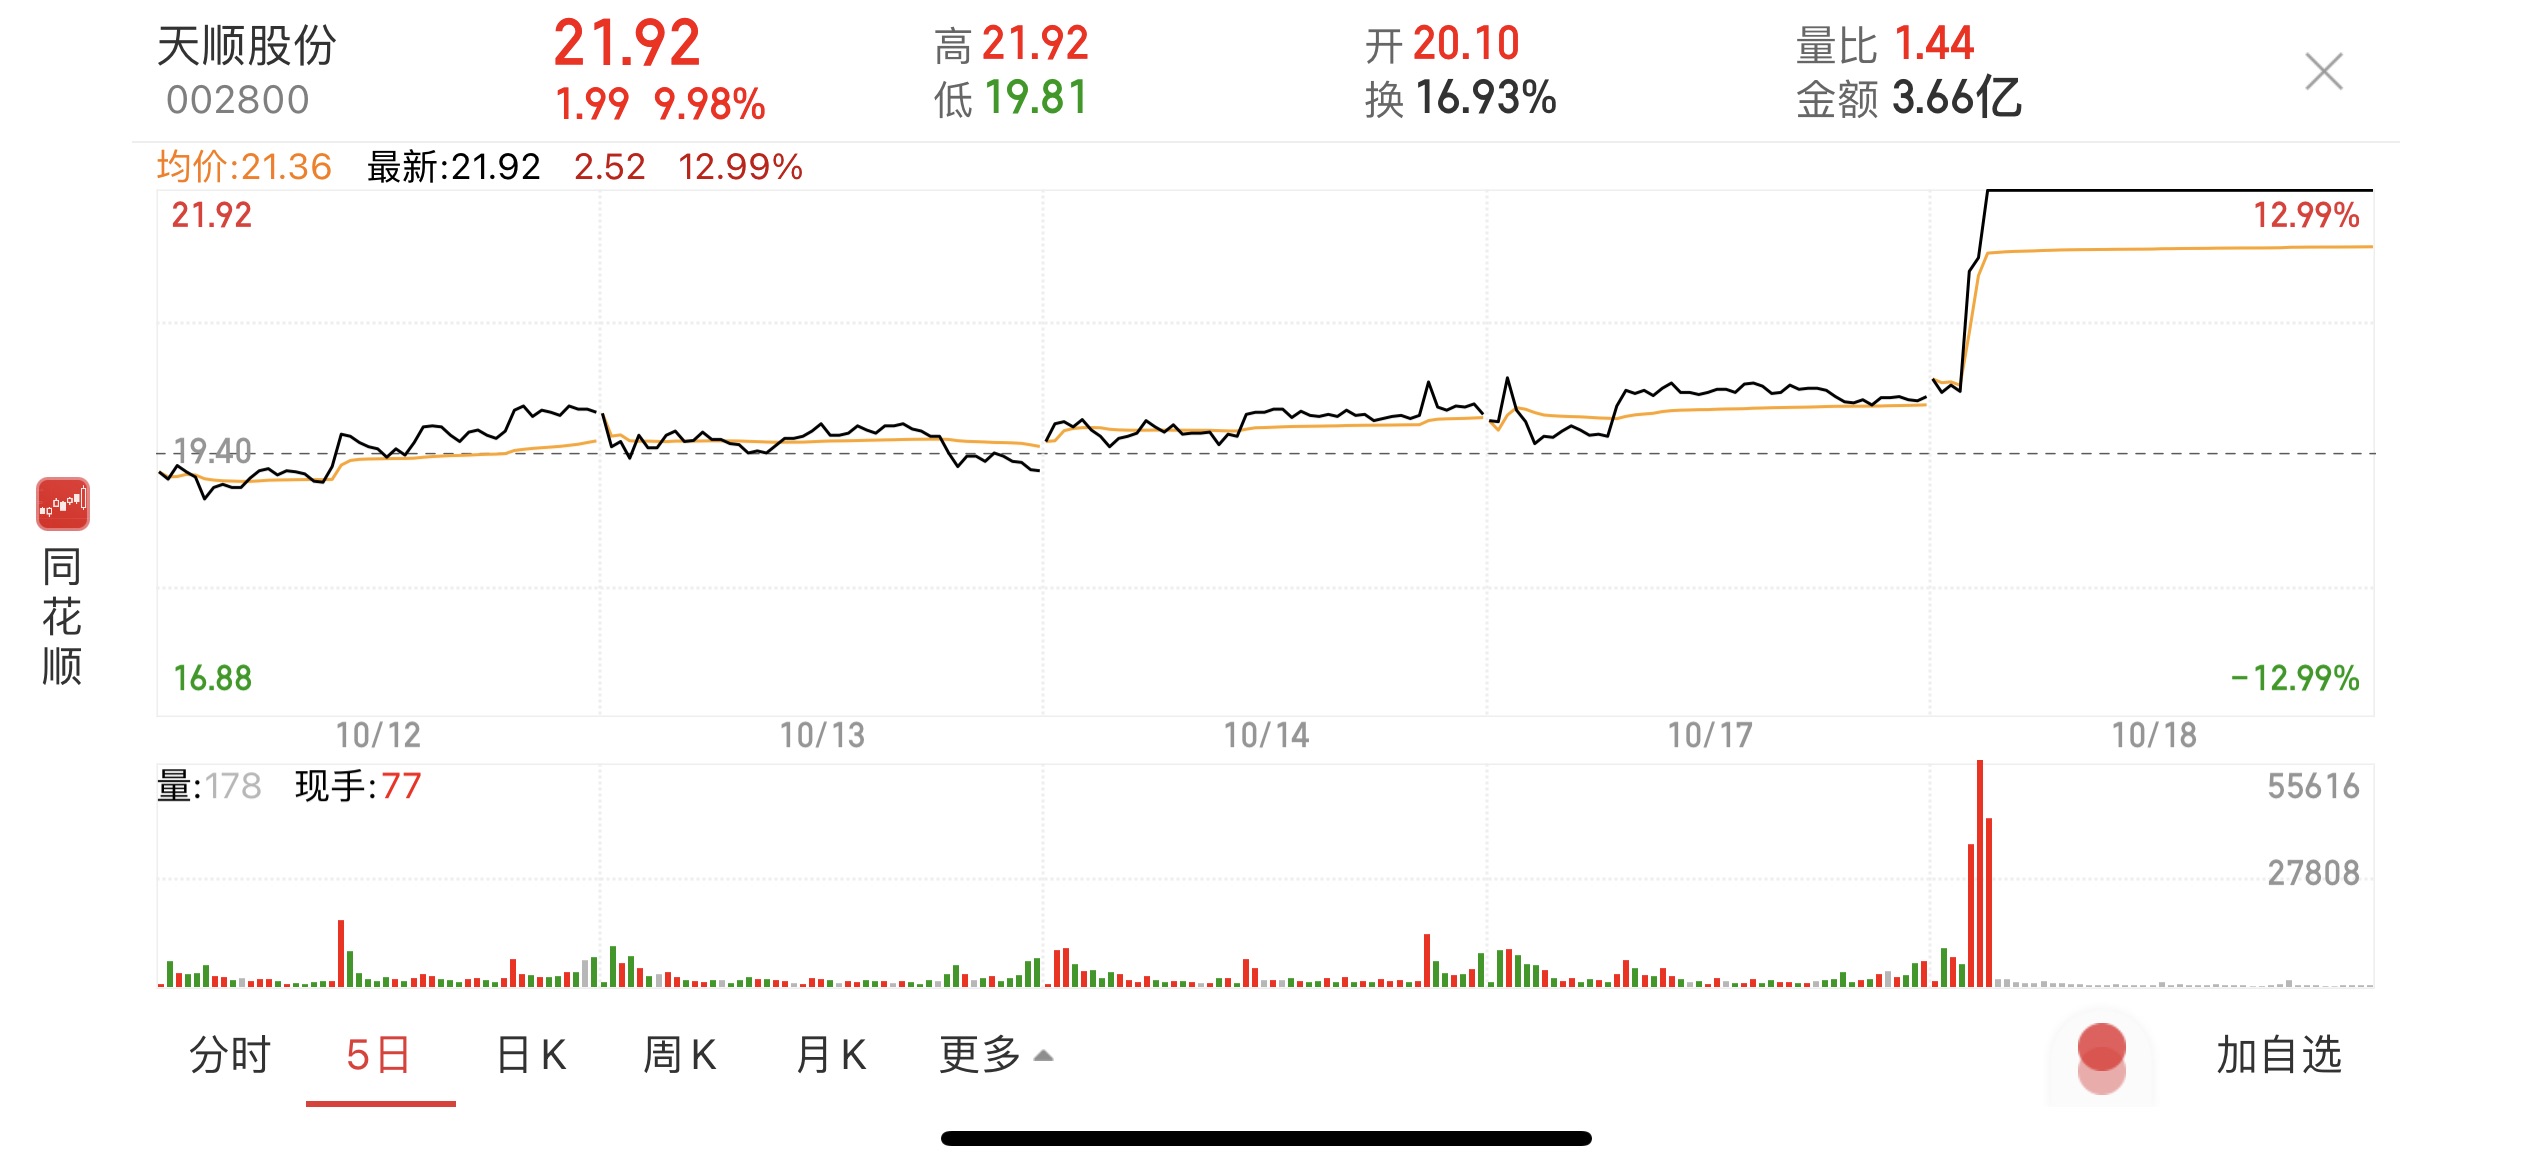 天顺股份 21.92 高 21.92 开 20.10 量比 1.44
002800 1.99 9.98% 低 19.81 换 16.93% 金额 3.66亿
均价:21.36 最新:21.92 2.52 12.99%
21.92 12.99%
19.40
16.88 -12.99%
10/12 10/13 10/14 10/17 10/18
量:178 现手:77 55616
27808
分时 5日 日K 周K 月K 更多 加自选
同花顺